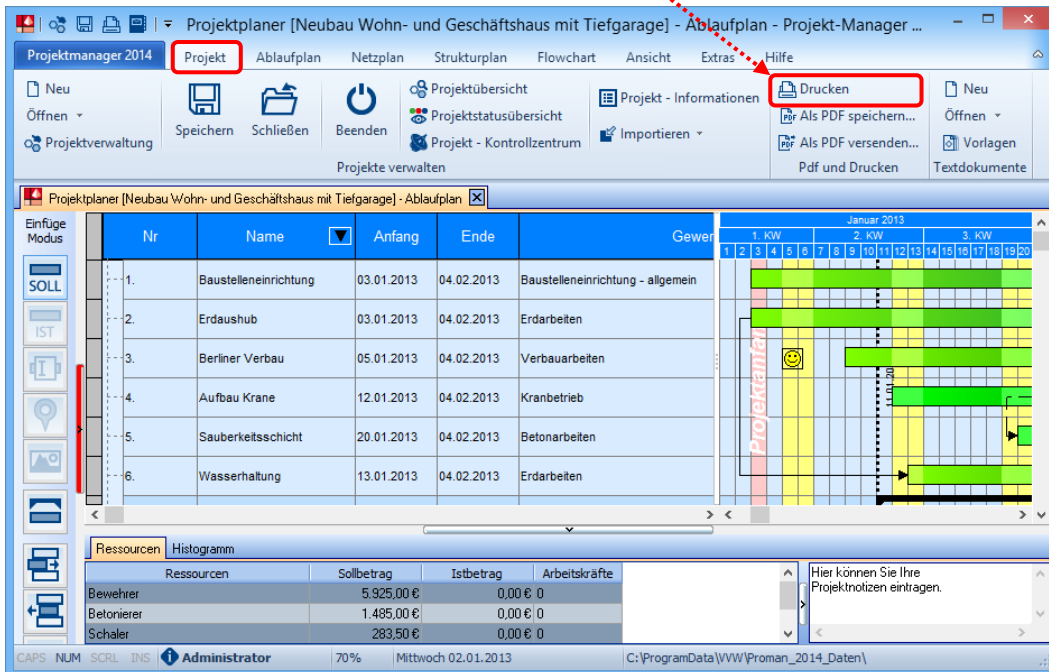 Projektplaner [Neubau Wohn- und Geschäftshaus mit Tiefgarage] - Ablaufplan - Projekt-Manager ...
Projektmanager 2014 Projekt Ablaufplan Netzplan Strukturplan Flowchart Ansicht Extras Hilfe
Neu
Öffnen
Projektverwaltung
Speichern Schließen Beenden
Projektübersicht
Projektstatusübersicht
Projekt - Kontrollzentrum
Projekt - Informationen
Importieren
Projekte verwalten
Drucken
PDF Als PDF speichern...
PDF Als PDF versenden...
Pdf und Drucken
Neu
Öffnen
Vorlagen
Textdokumente
Projektplaner [Neubau Wohn- und Geschäftshaus mit Tiefgarage] - Ablaufplan
Einfüge
Modus
SOLL
IST
Nr Name Anfang Ende Gewer
Januar 2013
1. KW 2. KW 3. KW
1 2 3 4 5 6 7 8 9 10 11 12 13 14 15 16 17 18 19 20
1. Baustelleneinrichtung 03.01.2013 04.02.2013 Baustelleneinrichtung - allgemein
2. Erdaushub 03.01.2013 04.02.2013 Erdarbeiten
3. Berliner Verbau 05.01.2013 04.02.2013 Verbauarbeiten
4. Aufbau Krane 12.01.2013 04.02.2013 Kranbetrieb
5. Sauberkeitsschicht 20.01.2013 04.02.2013 Betonarbeiten
6. Wasserhaltung 13.01.2013 04.02.2013 Erdarbeiten
Projektanfan
11.01.20
Ressourcen Histogramm
Ressourcen Sollbetrag Istbetrag Arbeitskräfte
Bewehrer 5.925,00 € 0,00 € 0
Betonierer 1.485,00 € 0,00 € 0
Schaler 283,50 € 0,00 € 0
Hier können Sie Ihre
Projektnotizen eintragen.
CAPS NUM SCRL INS Administrator 70% Mittwoch 02.01.2013 C:\ProgramData\VVW\Proman_2014_Daten\